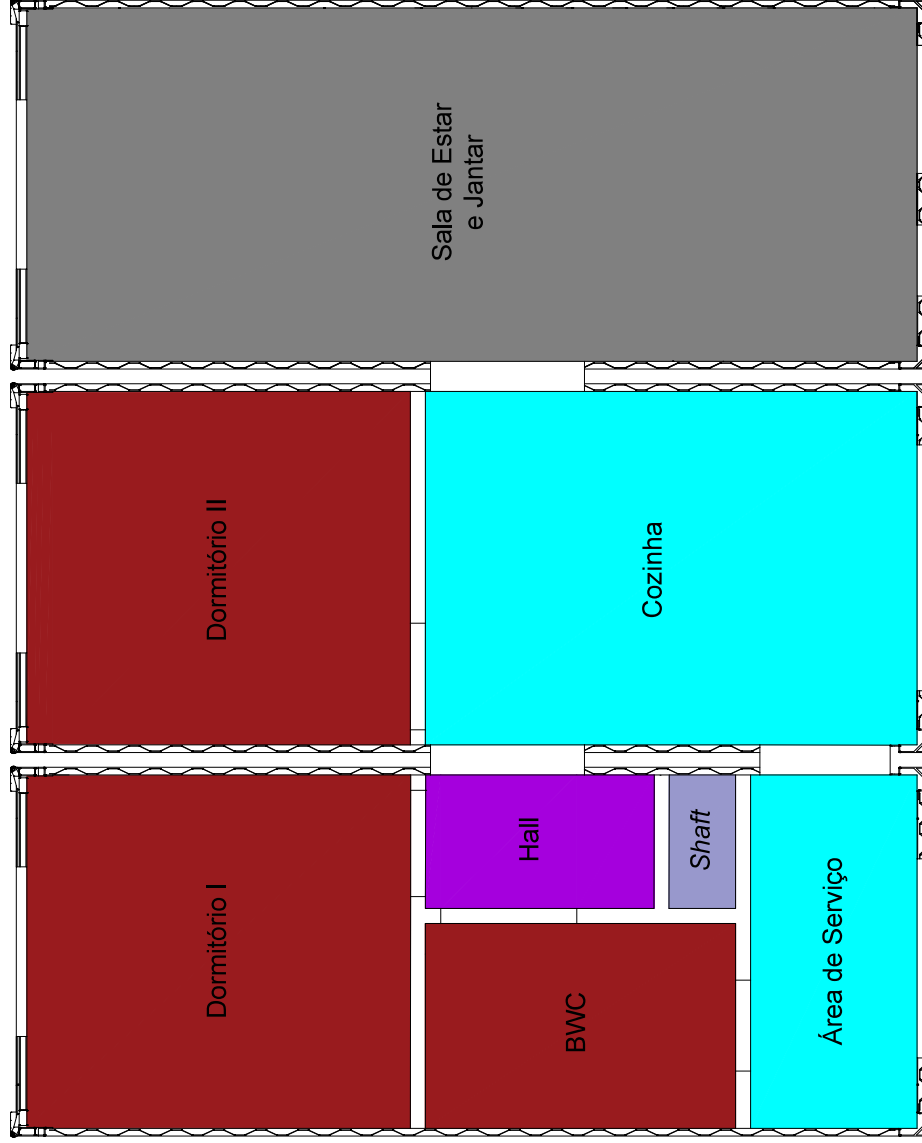 Sala de Estar
e Jantar
Dormitório II
Cozinha
Dormitório I
Hall
Shaft
BWC
Área de Serviço